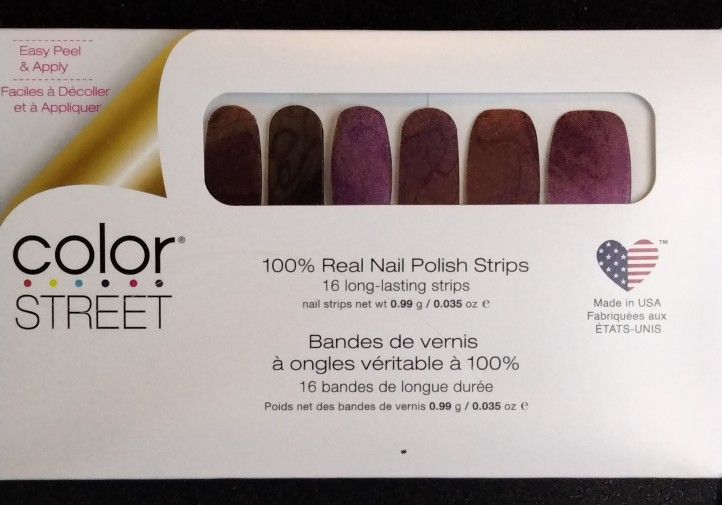 Easy Peel
& Apply
Faciles à Décoller
et à Appliquer
color®
STREET
100% Real Nail Polish Strips
16 long-lasting strips
nail strips net wt 0.99 g / 0.035 oz e
Bandes de vernis
à ongles véritable à 100%
16 bandes de longue durée
Poids net des bandes de vernis 0.99 g / 0.035 oz e
™
Made in USA
Fabriquées aux
ÉTATS-UNIS